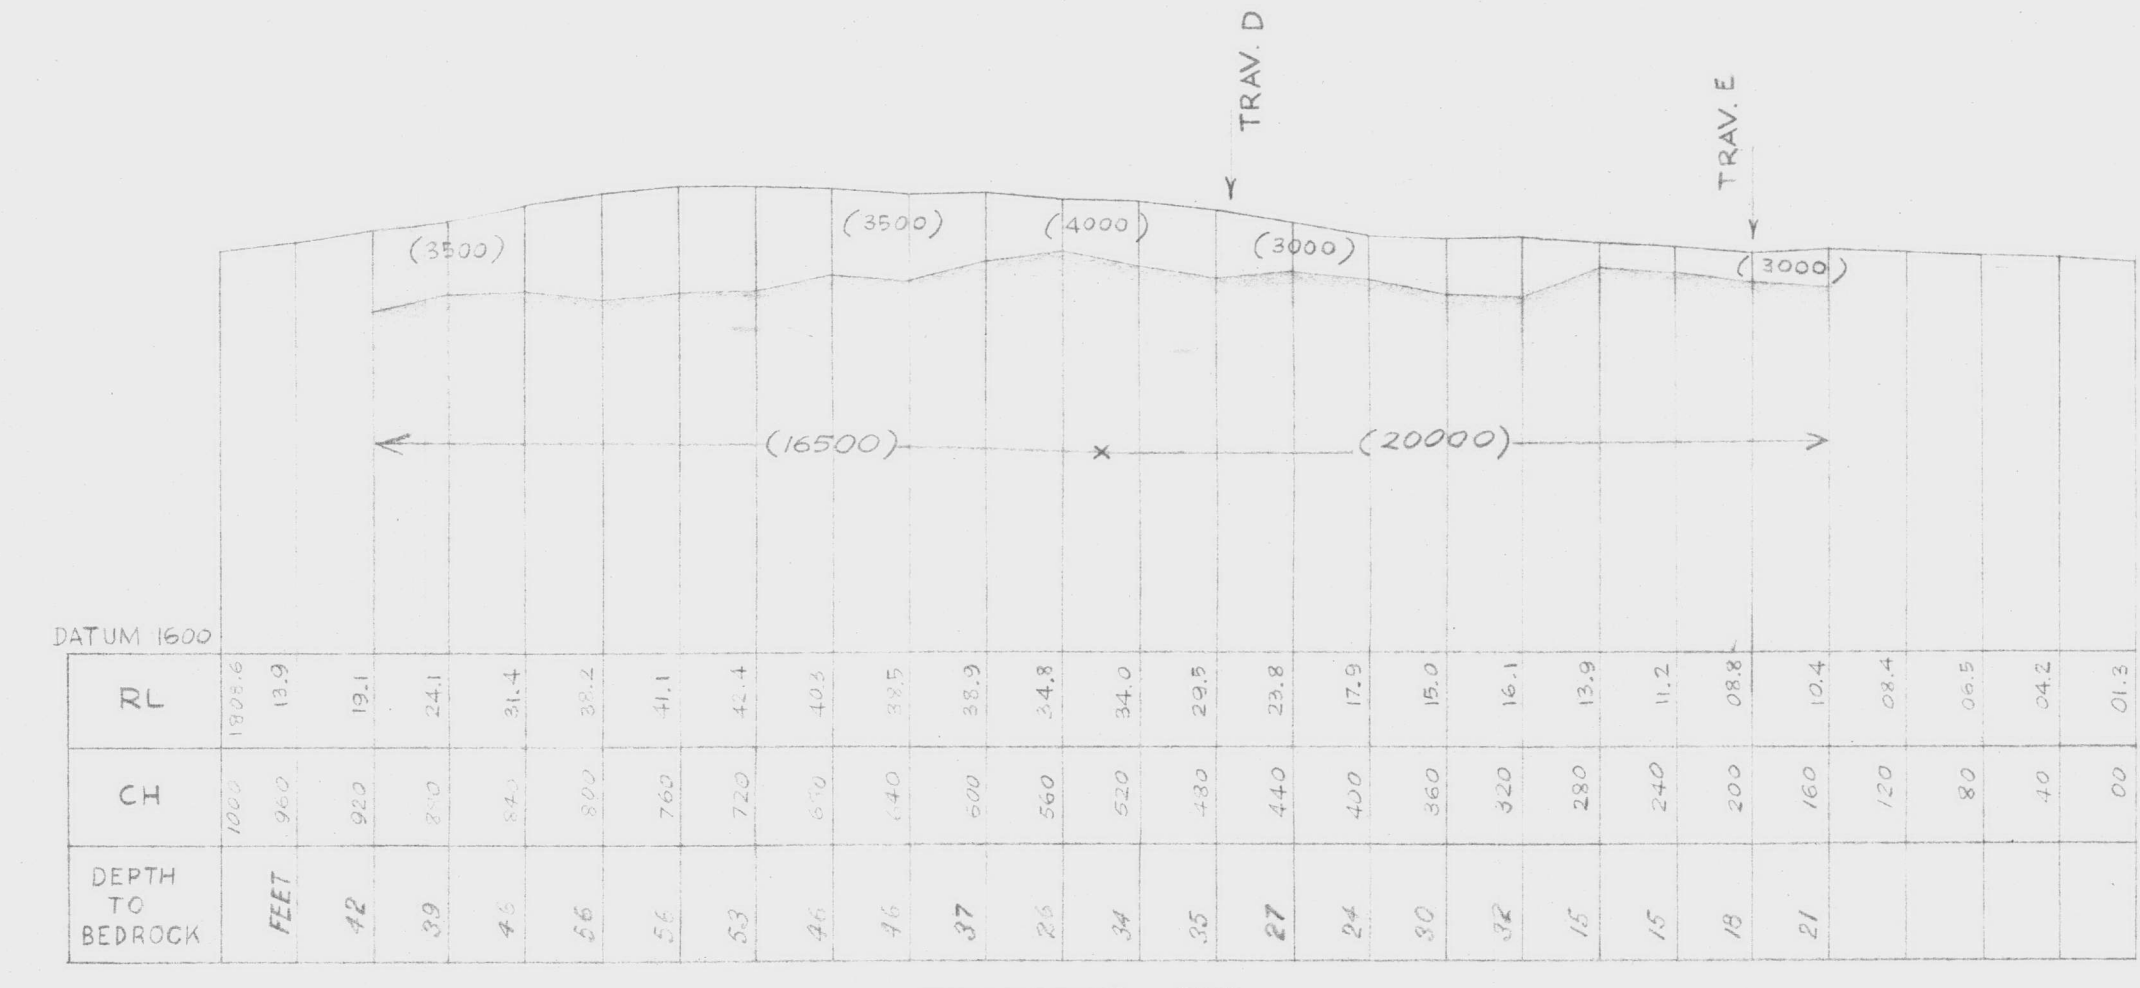 TRAV. D
TRAV. E
(3500)
(3500)
(4000)
(3000)
(3000)
(16500)
(20000)
DATUM 1600
RL 1808.6 13.9 19.1 24.1 31.4 38.2 41.1 42.4 40.3 38.5 38.9 34.8 34.0 29.5 23.8 17.9 15.0 16.1 13.9 11.2 08.8 10.4 08.4 06.5 04.2 01.3
CH 1000 960 920 880 840 800 760 720 680 640 600 560 520 480 440 400 360 320 280 240 200 160 120 80 40 00
DEPTH
TO
BEDROCK
FEET 42 39 56 53 46 46 37 26 34 35 27 24 30 32 15 15 18 21